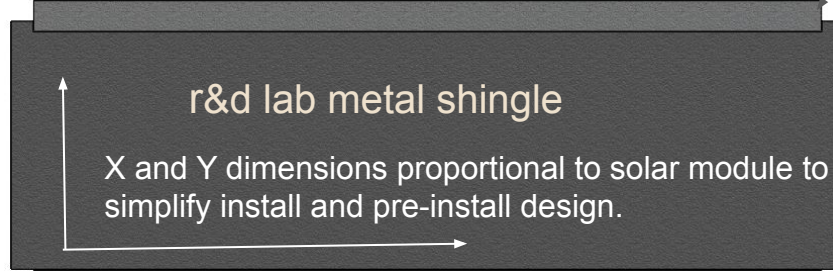 r&d lab metal shingle
X and Y dimensions proportional to solar module to
simplify install and pre-install design.